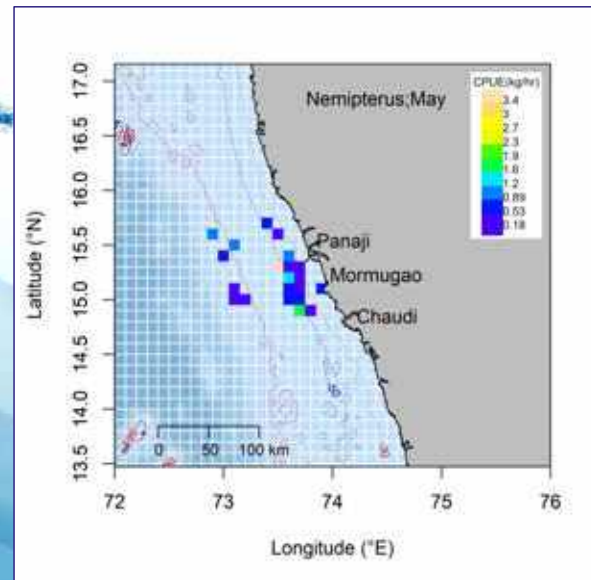 Nemipterus;May
CPUE(kg/hr)
3.4
3
2.7
2.3
1.9
1.6
1.2
0.89
0.53
0.18
Panaji
Mormugao
Chaudi
Latitude (°N)
17.0
16.5
16.0
15.5
15.0
14.5
14.0
13.5
0 50 100 km
72 73 74 75 76
Longitude (°E)